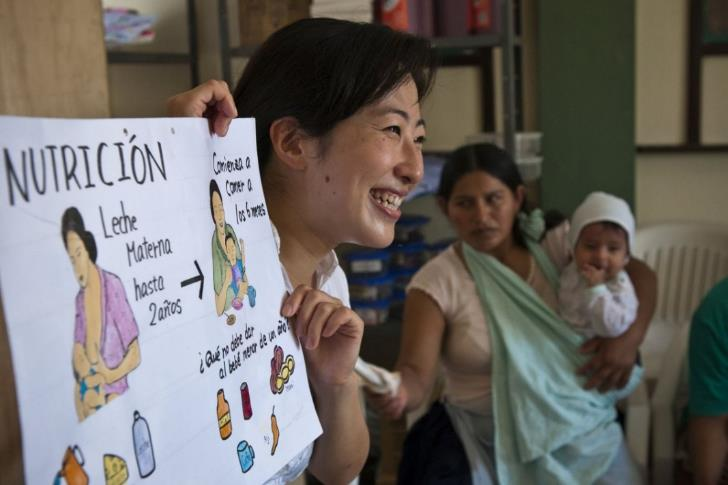 NUTRICIÓN
Leche
Materna
hasta
2años
Comienza a
comer a
los 6 meses
¿Qué no debe dar
al bebé menor de un año?